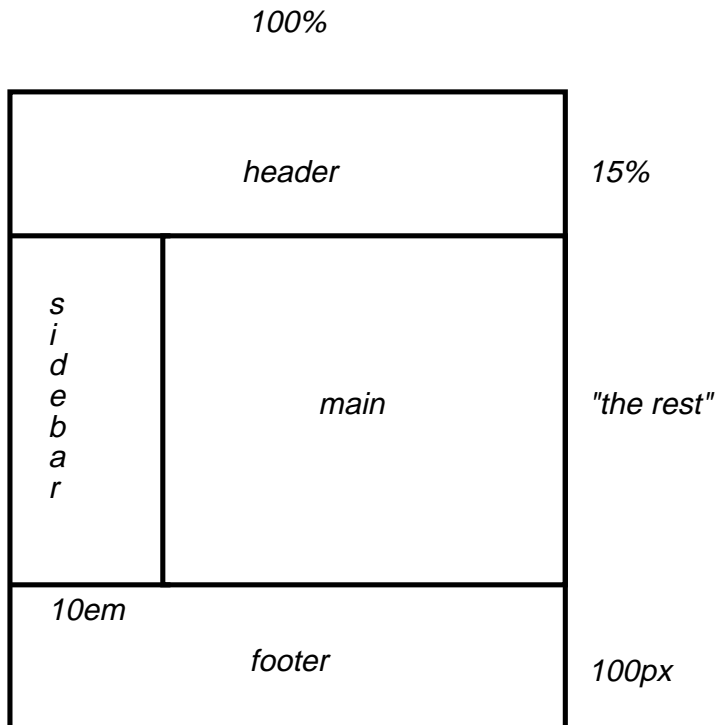 100%
header
15%
s
i
d
e
b
a
r
main
"the rest"
10em
footer
100px